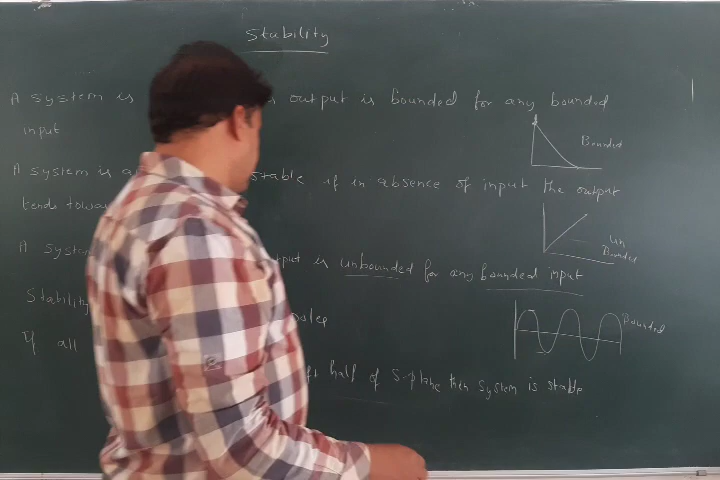 Stability
A system is output is bounded for any bounded
input
Bounded
A system is stable if in absence of input the output
tends
Un
Bounded
A output is unbounded for any bounded input
Stability poles
Bounded
If all
half of S-plane then system is stable